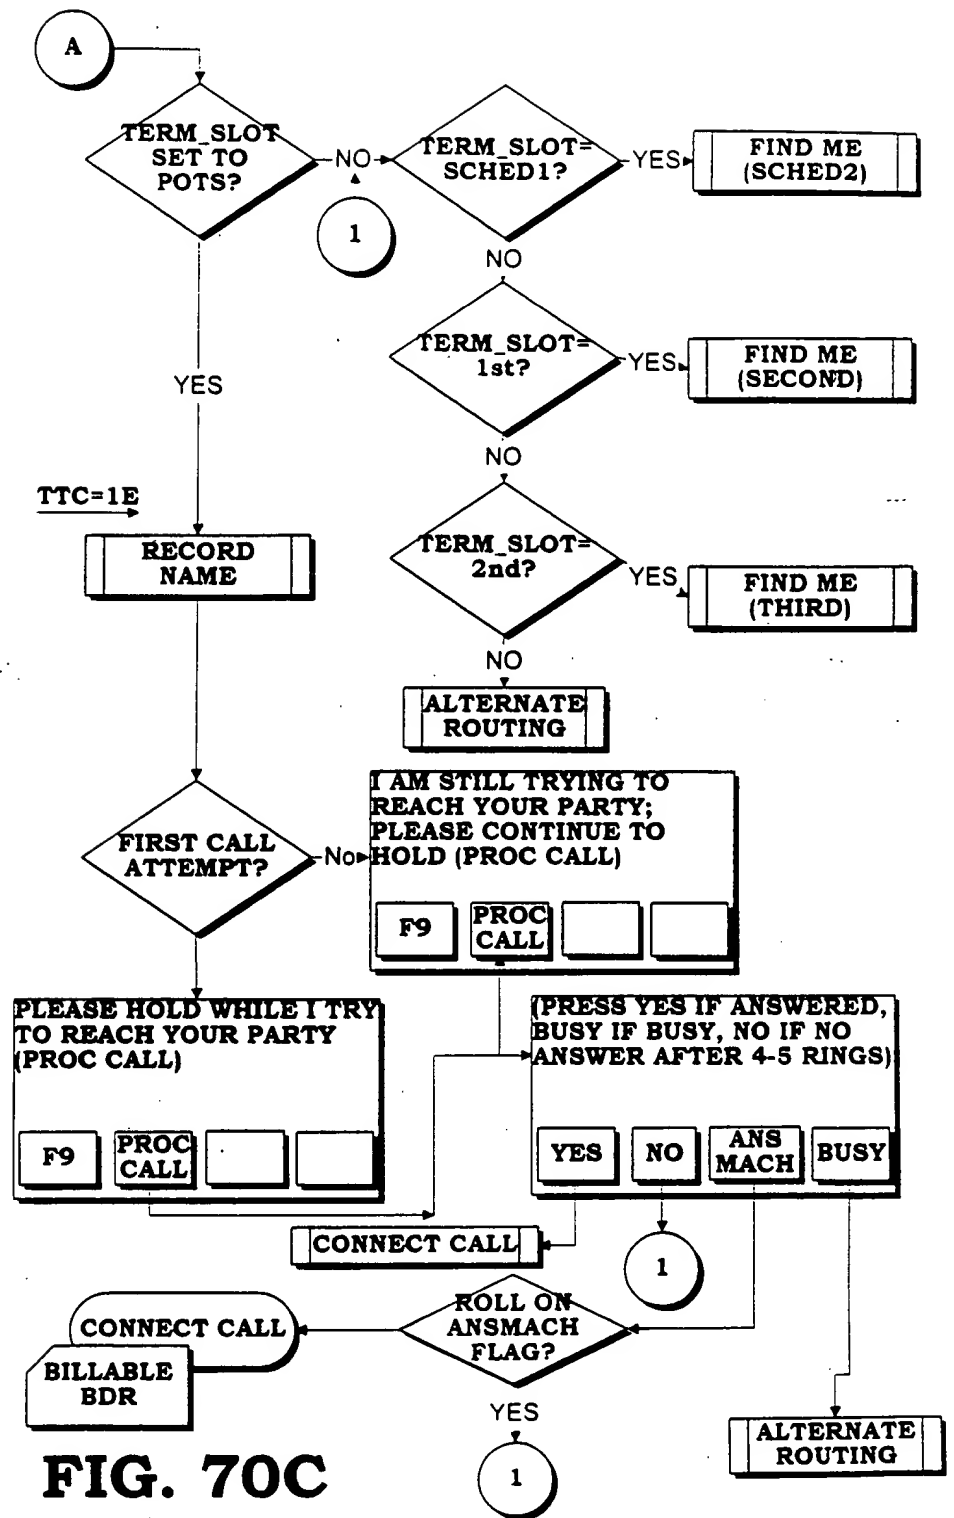 A
TERM_SLOT
SET TO
POTS?
NO
TERM_SLOT=
SCHED1?
YES
FIND ME
(SCHED2)
1
NO
TERM_SLOT=
1st?
YES
FIND ME
(SECOND)
YES
NO
TTC=1E
RECORD
NAME
TERM_SLOT=
2nd?
YES
FIND ME
(THIRD)
NO
ALTERNATE
ROUTING
FIRST CALL
ATTEMPT?
No
I AM STILL TRYING TO
REACH YOUR PARTY;
PLEASE CONTINUE TO
HOLD (PROC CALL)
F9
PROC
CALL
PLEASE HOLD WHILE I TRY
TO REACH YOUR PARTY
(PROC CALL)
F9
PROC
CALL
(PRESS YES IF ANSWERED,
BUSY IF BUSY, NO IF NO
ANSWER AFTER 4-5 RINGS)
YES
NO
ANS
MACH
BUSY
CONNECT CALL
1
ROLL ON
ANSMACH
FLAG?
CONNECT CALL
BILLABLE
BDR
YES
1
ALTERNATE
ROUTING
FIG. 70C